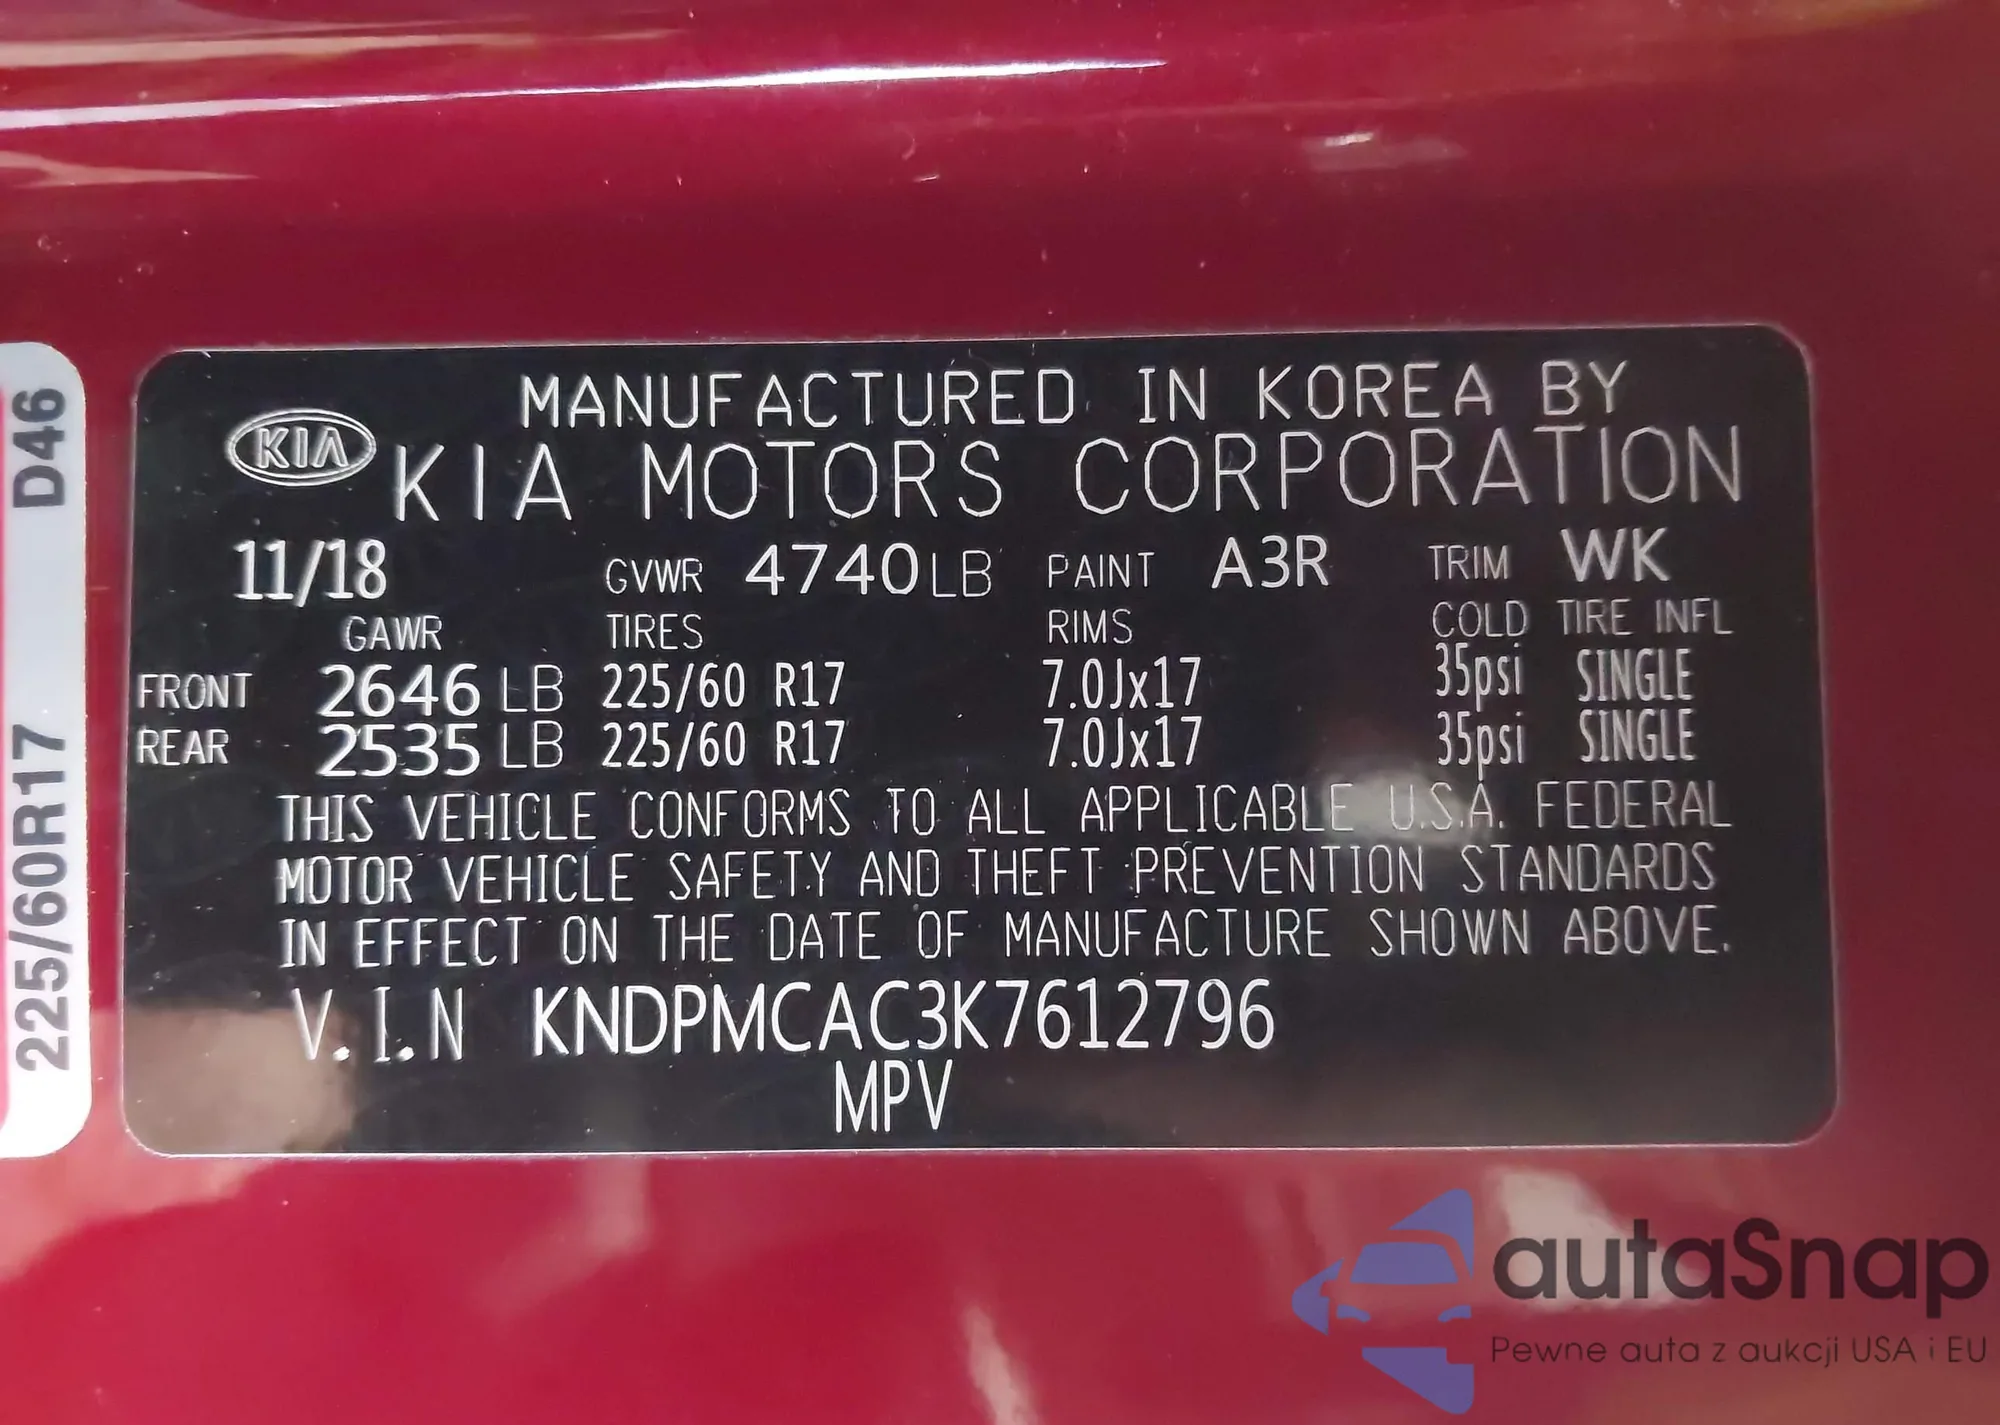 MANUFACTURED IN KOREA BY
KIA KIA MOTORS CORPORATION
11/18 GVWR 4740LB PAINT A3R TRIM WK
GAWR TIRES RIMS COLD TIRE INFL
FRONT 2646 LB 225/60 R17 7.0Jx17 35psi SINGLE
REAR 2535 LB 225/60 R17 7.0Jx17 35psi SINGLE
THIS VEHICLE CONFORMS TO ALL APPLICABLE U.S.A. FEDERAL
MOTOR VEHICLE SAFETY AND THEFT PREVENTION STANDARDS
IN EFFECT ON THE DATE OF MANUFACTURE SHOWN ABOVE.
V.I.N KNDPMCAC3K7612796
MPV
225/60R17 D46
autaSnap
Pewne auta z aukcji USA i EU